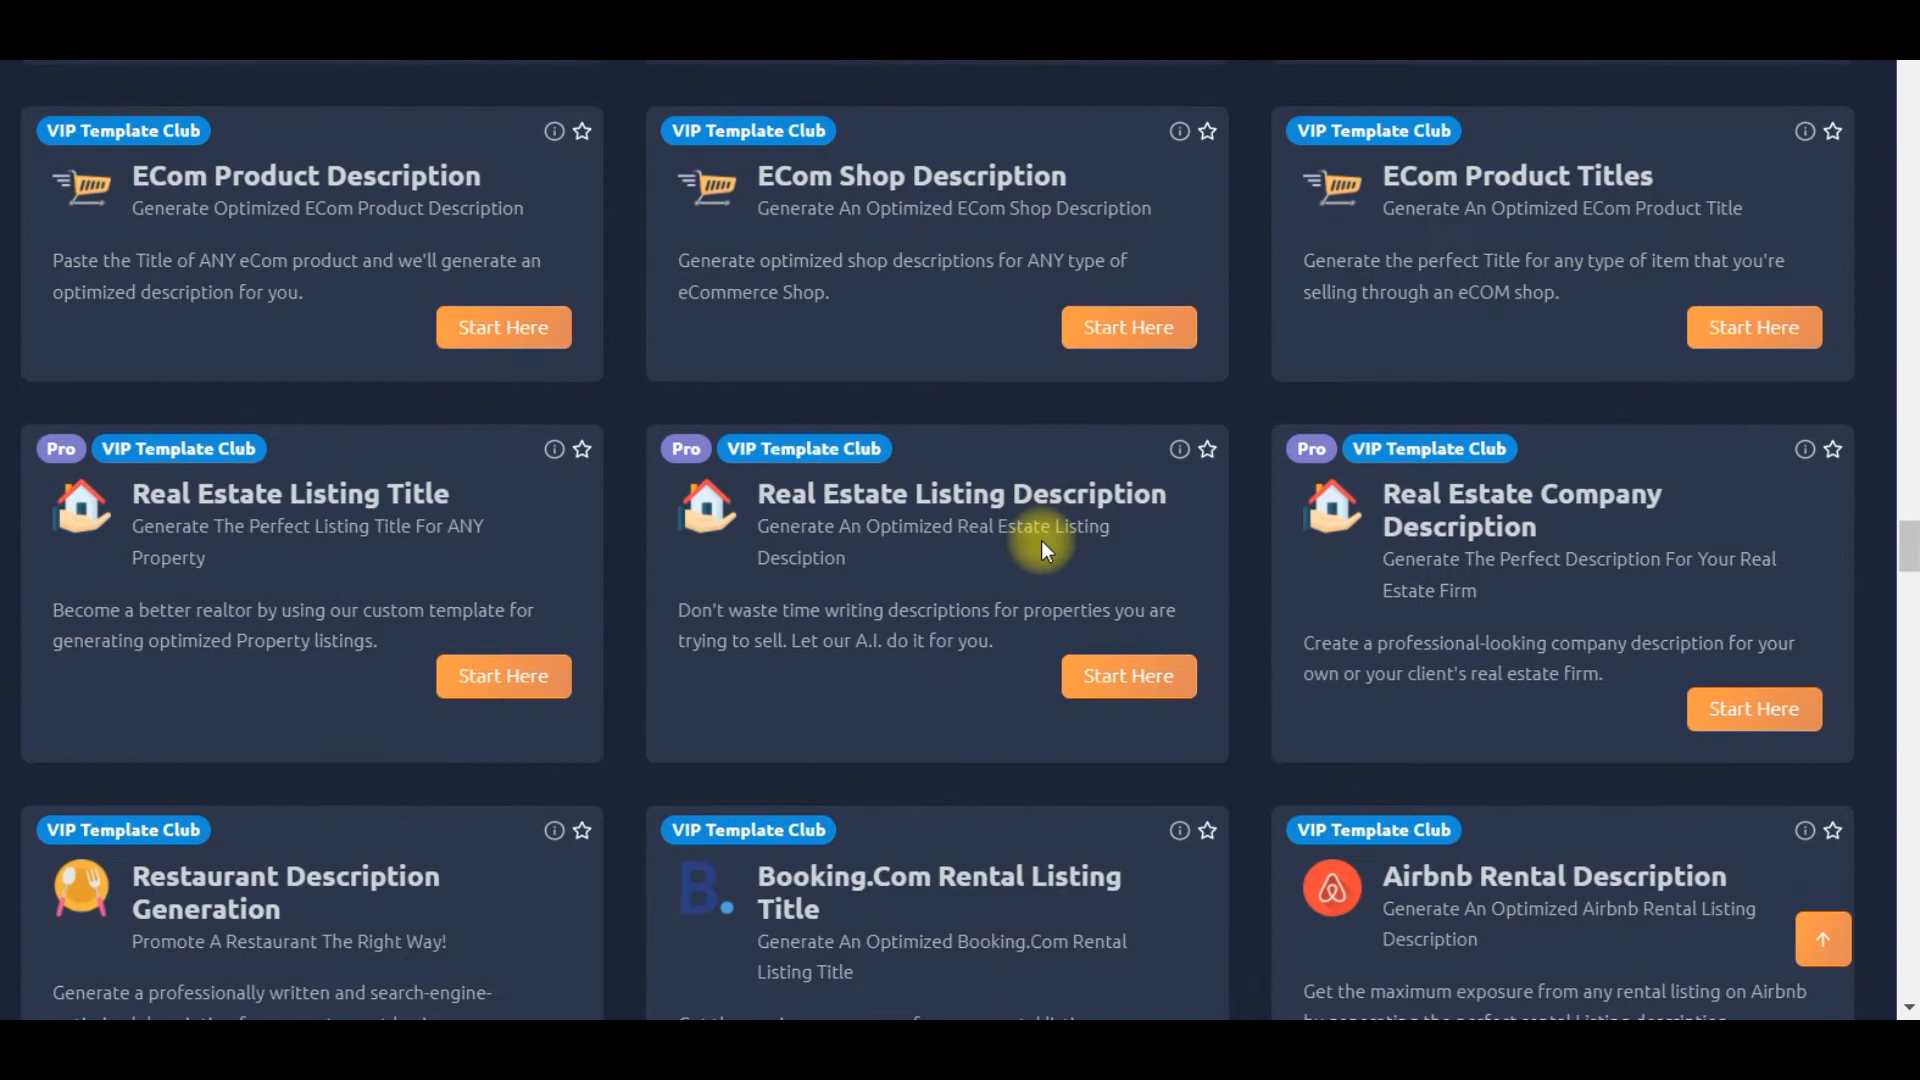 VIP Template Club
ECom Product Description
Generate Optimized ECom Product Description
Paste the Title of ANY eCom product and we'll generate an
optimized description for you.
Start Here
VIP Template Club
ECom Shop Description
Generate An Optimized ECom Shop Description
Generate optimized shop descriptions for ANY type of
eCommerce Shop.
Start Here
VIP Template Club
ECom Product Titles
Generate An Optimized ECom Product Title
Generate the perfect Title for any type of item that you're
selling through an eCOM shop.
Start Here
Pro VIP Template Club
Real Estate Listing Title
Generate The Perfect Listing Title For ANY
Property
Become a better realtor by using our custom template for
generating optimized Property listings.
Start Here
Pro VIP Template Club
Real Estate Listing Description
Generate An Optimized Real Estate Listing
Desciption
Don't waste time writing descriptions for properties you are
trying to sell. Let our A.I. do it for you.
Start Here
Pro VIP Template Club
Real Estate Company
Description
Generate The Perfect Description For Your Real
Estate Firm
Create a professional-looking company description for your
own or your client's real estate firm.
Start Here
VIP Template Club
Restaurant Description
Generation
Promote A Restaurant The Right Way!
Generate a professionally written and search-engine-
VIP Template Club
B.
Booking.Com Rental Listing
Title
Generate An Optimized Booking.Com Rental
Listing Title
VIP Template Club
Airbnb Rental Description
Generate An Optimized Airbnb Rental Listing
Description
Get the maximum exposure from any rental listing on Airbnb